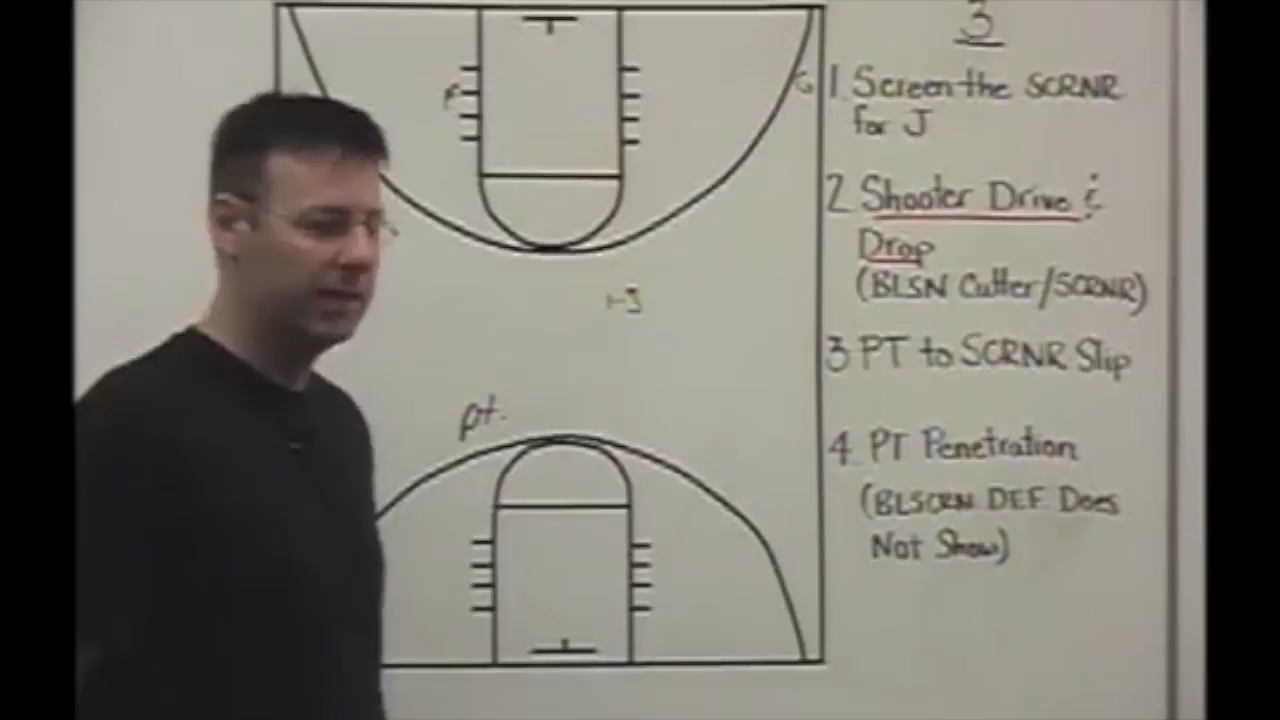 3
1. Screen the SCRNR
for J
2 Shooter Drive &
Drop
(BLSN Cutter/SCRNR)
3 PT to SCRNR Slip
4. PT Penetration
(BLSCRN DEF Does
Not Show)
pt.